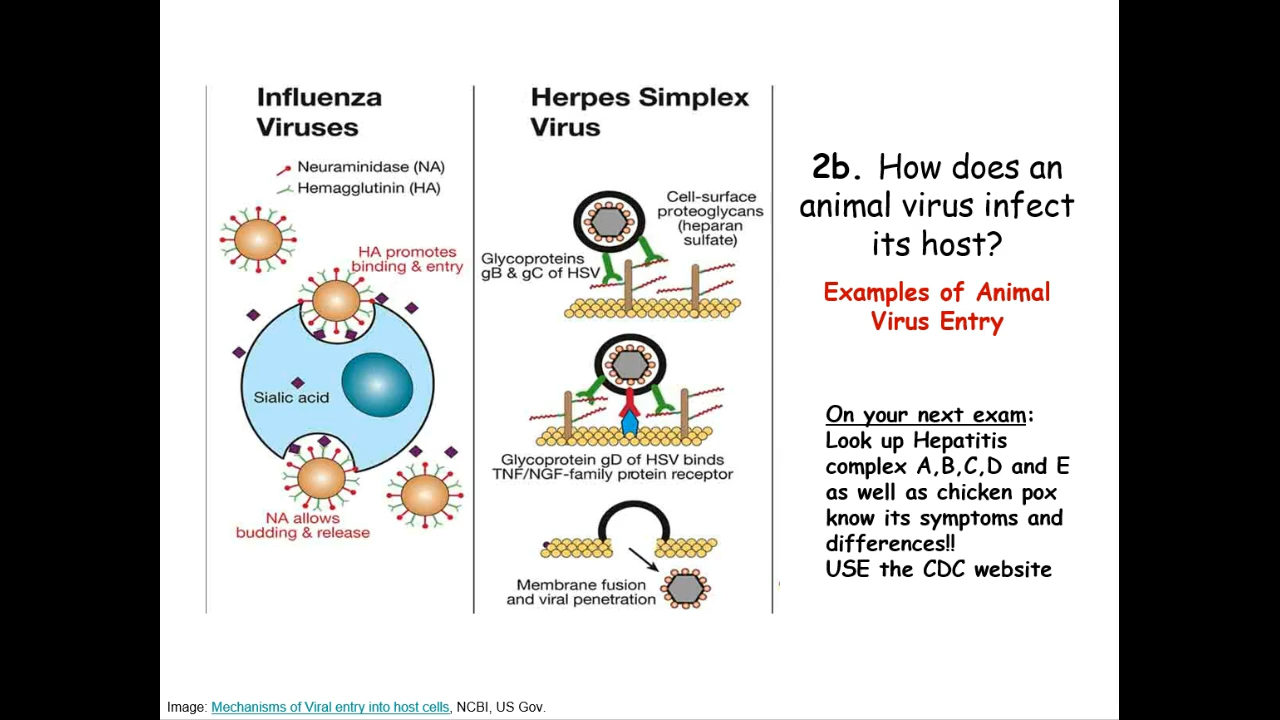 Influenza
Viruses
Neuraminidase (NA)
Hemagglutinin (HA)
HA promotes
binding & entry
Sialic acid
NA allows
budding & release
Herpes Simplex
Virus
Cell-surface
proteoglycans
(heparan
sulfate)
Glycoproteins
gB & gC of HSV
Glycoprotein gD of HSV binds
TNF/NGF-family protein receptor
Membrane fusion
and viral penetration
2b. How does an
animal virus infect
its host?
Examples of Animal
Virus Entry
On your next exam:
Look up Hepatitis
complex A,B,C,D and E
as well as chicken pox
know its symptoms and
differences!!
USE the CDC website
Image: Mechanisms of Viral entry into host cells, NCBI, US Gov.